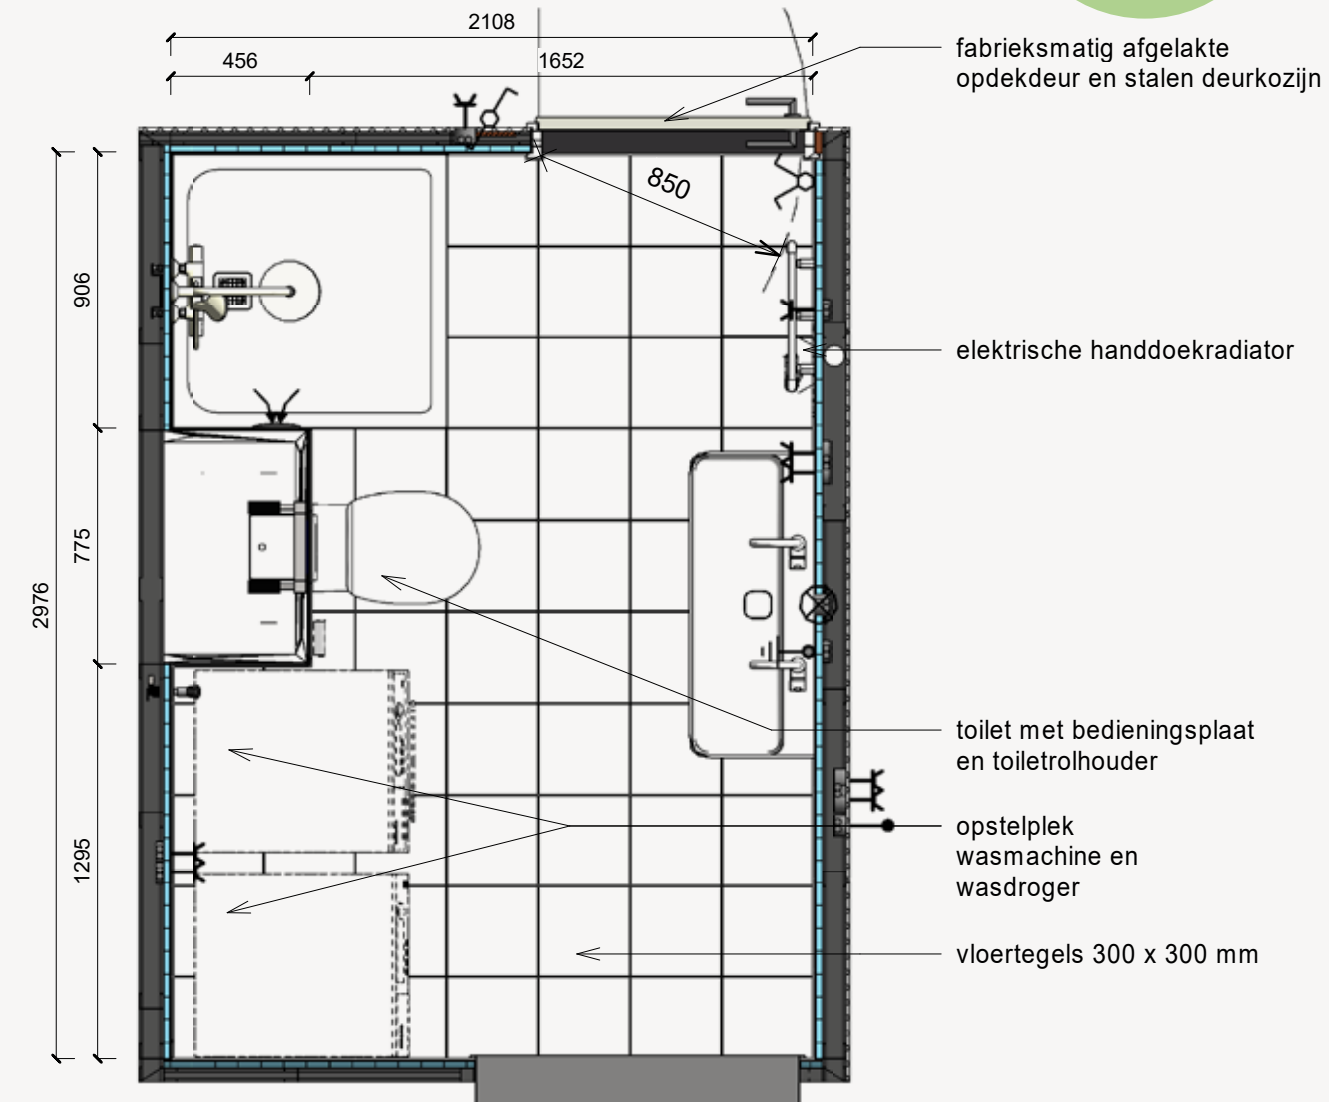 2108
456
1652
fabrieksmatig afgelakte
opdekdeur en stalen deurkozijn
850
906
elektrische handdoekradiator
775
2976
toilet met bedieningsplaat
en toiletrolhouder
opstelplek
wasmachine en
wasdroger
1295
vloertegels 300 x 300 mm